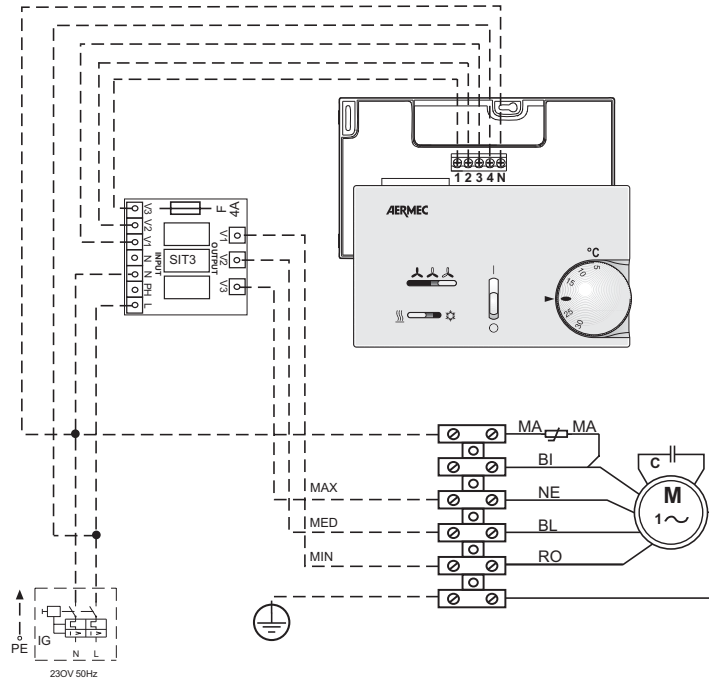 1 2 3 4 N
AERMEC
°C
5
10
15
25
30
V3
V2
V1
N
N
PH
L
INPUT
SIT3
OUTPUT
F
4A
V1
V2
V3
MA
MA
BI
C
MAX
NE
M
1
MED
BL
MIN
RO
PE
IG
N
L
23OV 50Hz